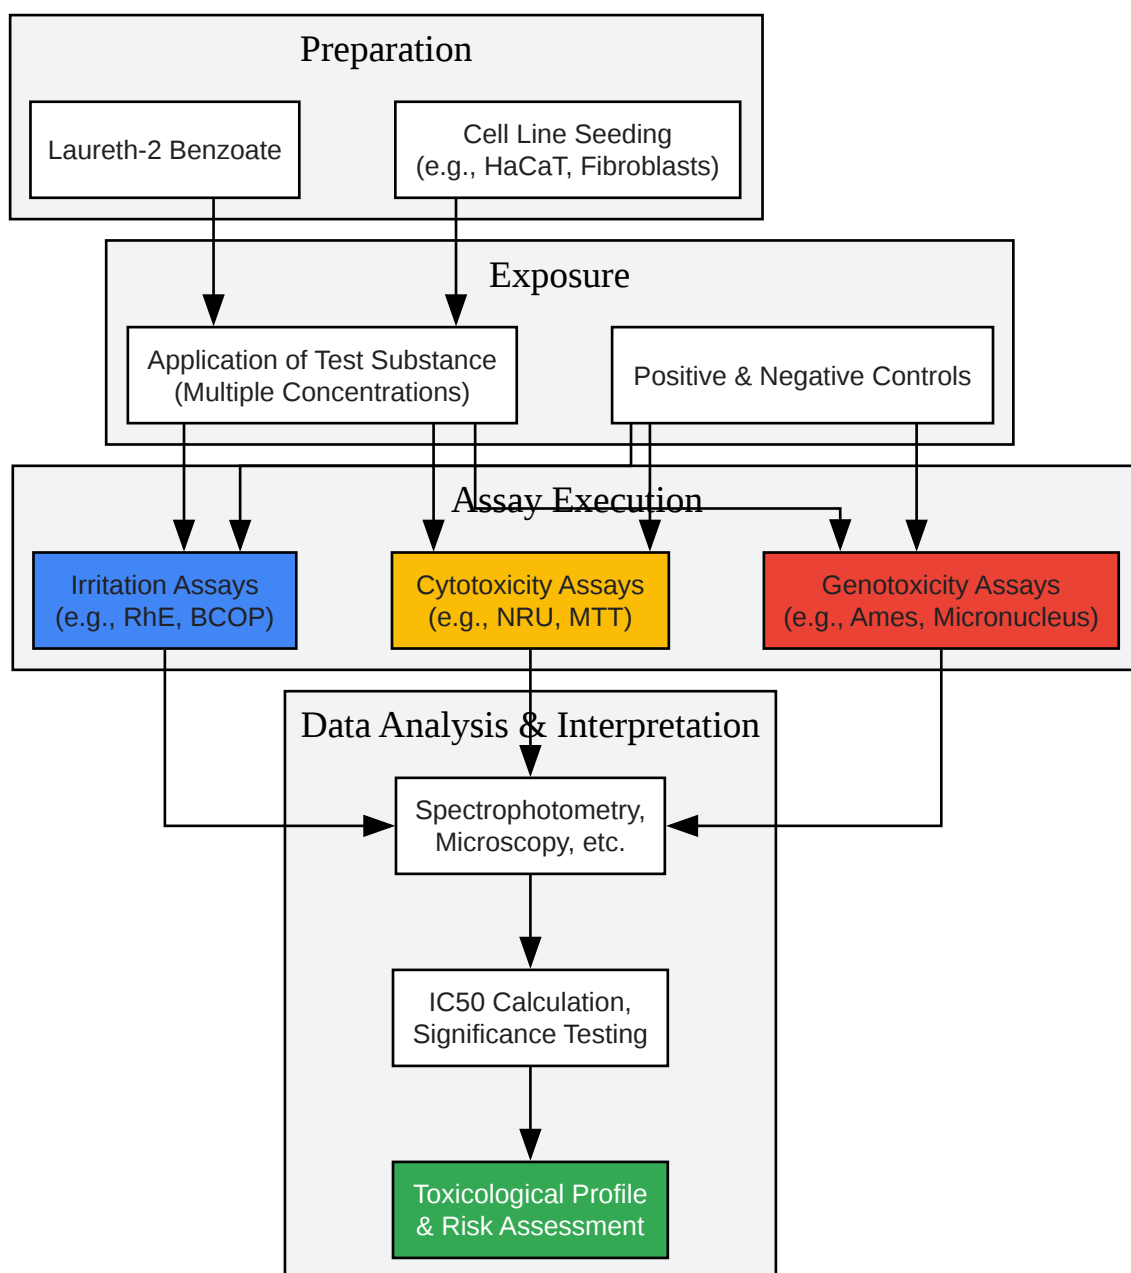 Preparation
Laureth-2 Benzoate
Cell Line Seeding
(e.g., HaCaT, Fibroblasts)
Exposure
Application of Test Substance
(Multiple Concentrations)
Positive & Negative Controls
Assay Execution
Irritation Assays
(e.g., RhE, BCOP)
Cytotoxicity Assays
(e.g., NRU, MTT)
Genotoxicity Assays
(e.g., Ames, Micronucleus)
Data Analysis & Interpretation
Spectrophotometry,
Microscopy, etc.
IC50 Calculation,
Significance Testing
Toxicological Profile
& Risk Assessment